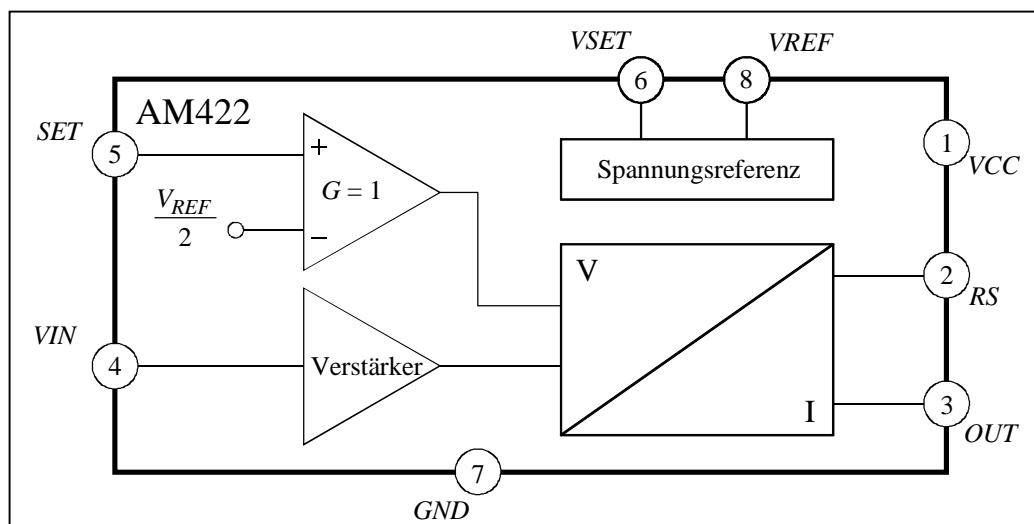 VSET VREF
6 8
AM422
SET
5
+
G = 1
V_REF
2
−
Spannungsreferenz
1
VCC
V
2
RS
VIN
4
Verstärker
I
3
OUT
7
GND